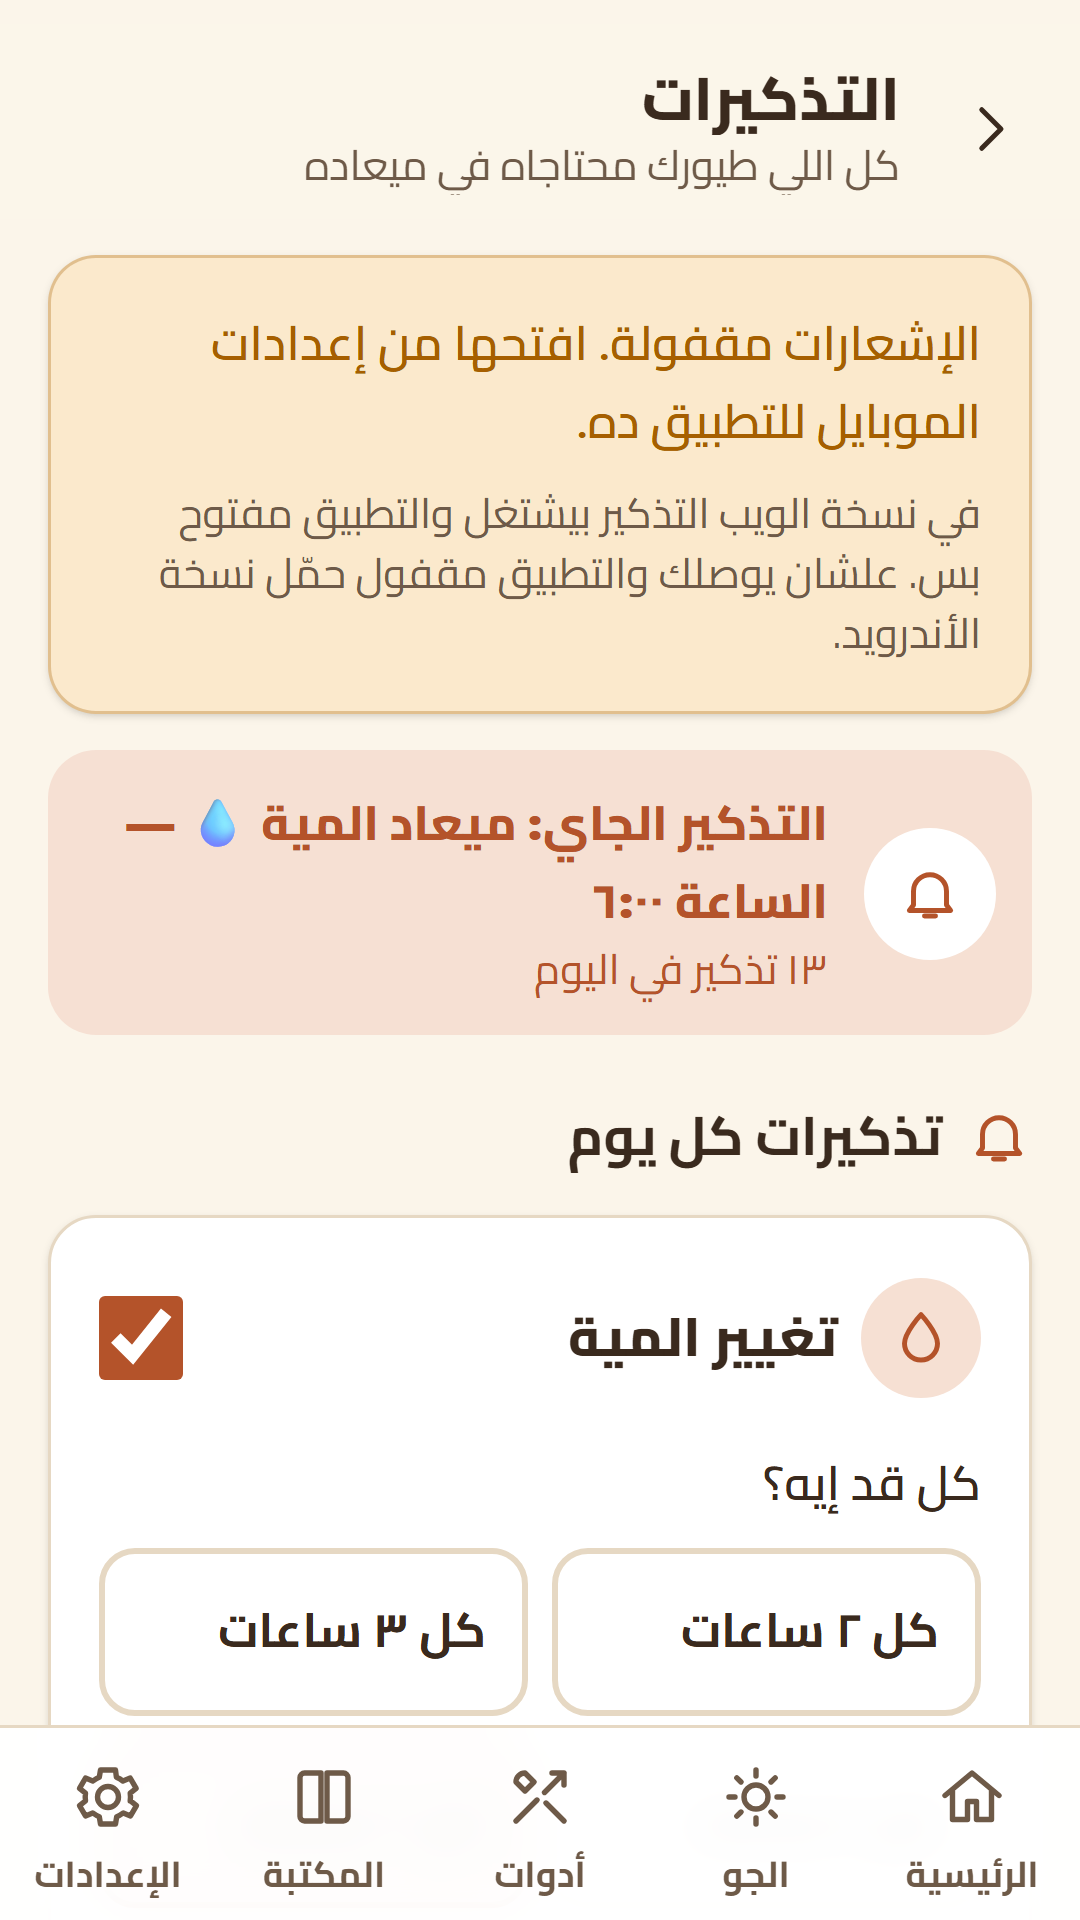 التذكيرات
كل اللي طيورك محتاجاه في ميعاده
الإشعارات مقفولة. افتحها من إعدادات
الموبايل للتطبيق ده.
في نسخة الويب التذكير بيشتغل والتطبيق مفتوح
بس. علشان يوصلك والتطبيق مقفول حمّل نسخة
الأندرويد.
التذكير الجاي: ميعاد المية 💧 —
الساعة ٦:٠٠
١٣ تذكير في اليوم
تذكيرات كل يوم
تغيير المية
كل قد إيه؟
كل ٢ ساعات
كل ٣ ساعات
الرئيسية
الجو
أدوات
المكتبة
الإعدادات